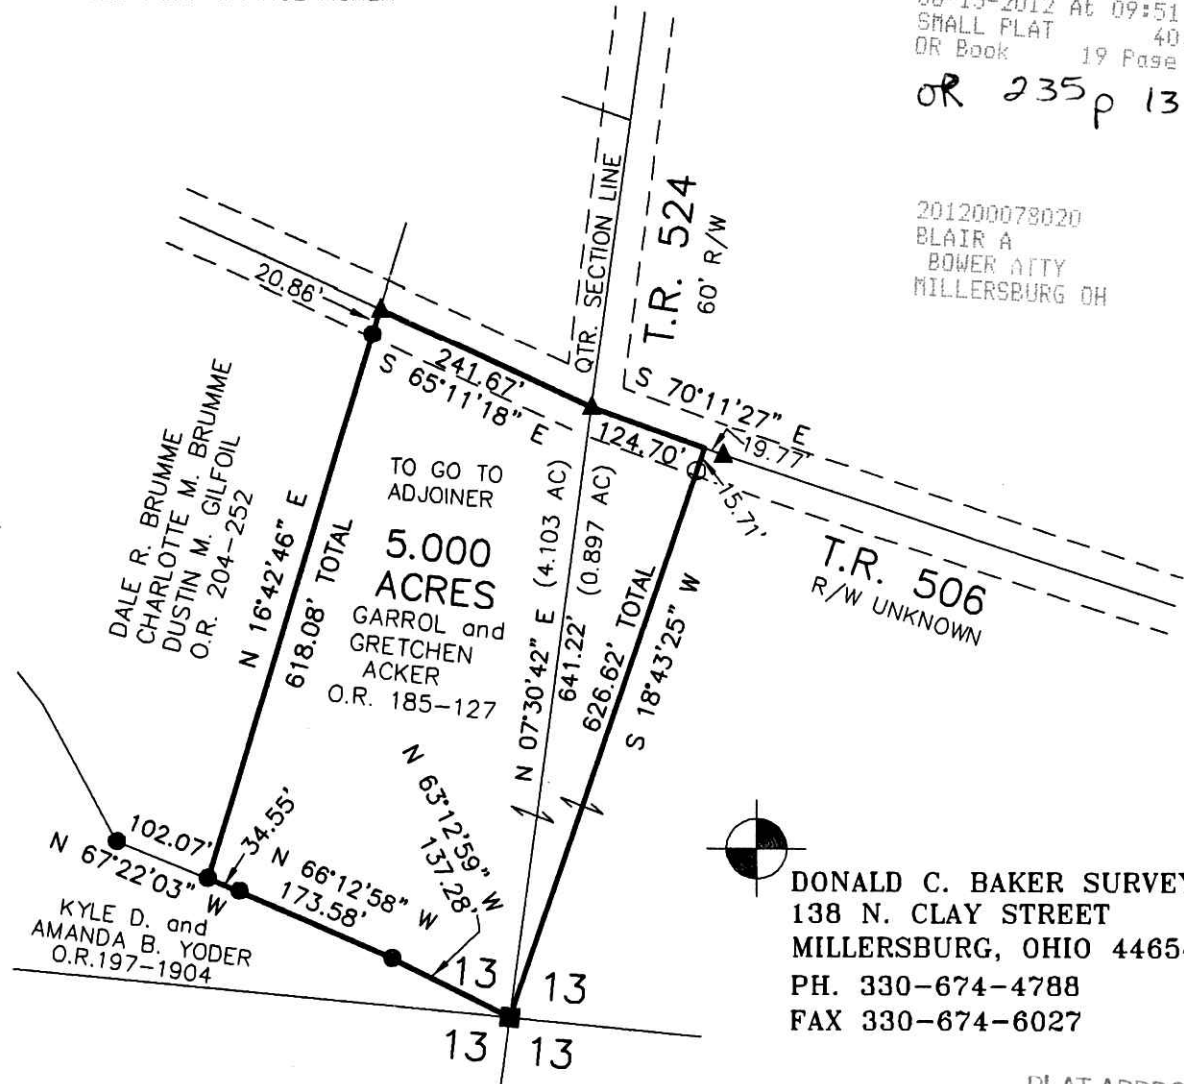 At 09:51
SMALL PLAT 40
OR Book 19 Page
OR 235 p 13
201200078020
BLAIR A
BOWER ATTY
MILLERSBURG OH
QTR. SECTION LINE
T.R. 524
60' R/W
20.86'
241.67'
S 65°11'18" E
S 70°11'27" E
124.70'
19.77'
15.71'
T.R. 506
R/W UNKNOWN
DALE R. BRUMME
CHARLOTTE M. BRUMME
DUSTIN M. GILFOIL
O.R. 204-252
N 16°42'46" E
618.08' TOTAL
TO GO TO
ADJOINER
5.000
ACRES
GARROL and
GRETCHEN
ACKER
O.R. 185-127
N 07°30'42" E (4.103 AC)
641.22' (0.897 AC)
626.62' TOTAL
S 18°43'25" W
N 63°12'59" W
137.28'
102.07'
34.55'
N 67°22'03" W
N 66°12'58" W
173.58'
KYLE D. and
AMANDA B. YODER
O.R.197-1904
13 13
13 13
DONALD C. BAKER SURVEY
138 N. CLAY STREET
MILLERSBURG, OHIO 4465
PH. 330-674-4788
FAX 330-674-6027